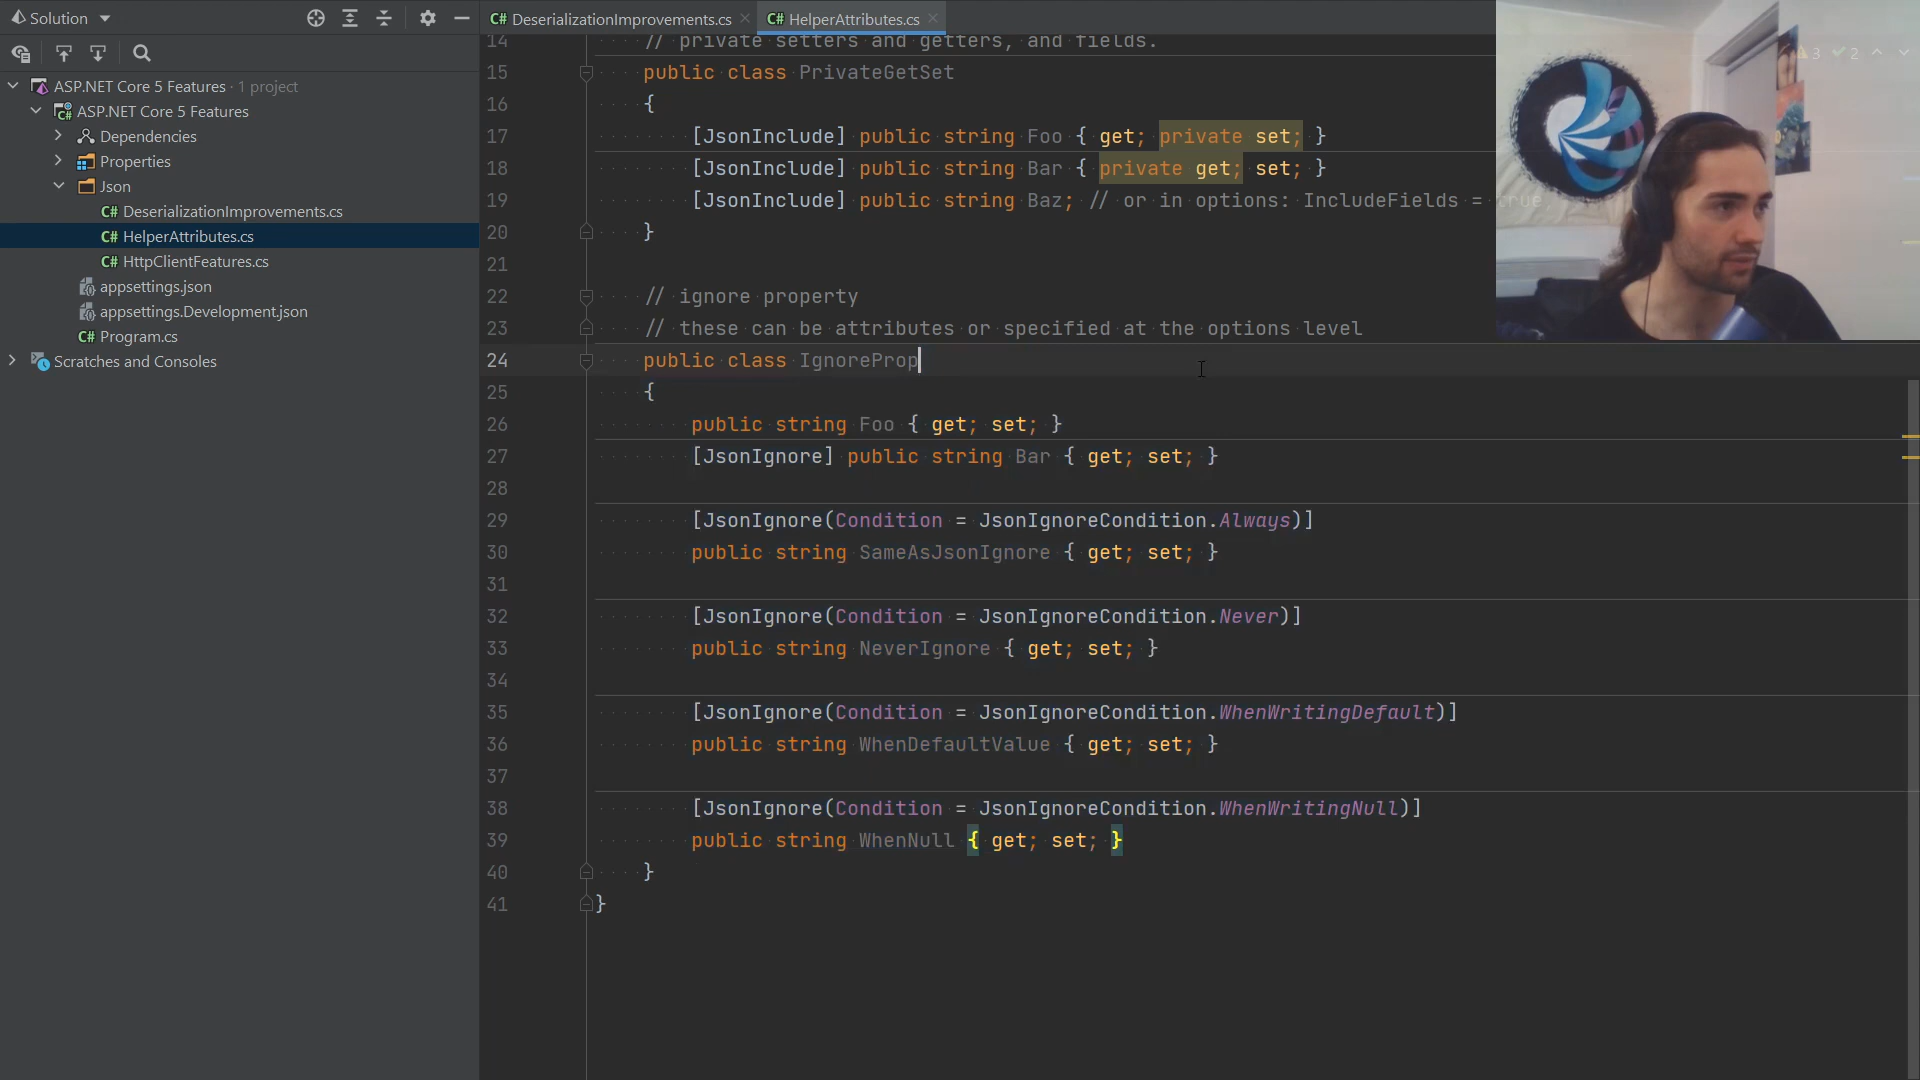 Solution
C# DeserializationImprovements.cs
C# HelperAttributes.cs
3
2
ASP.NET Core 5 Features · 1 project
ASP.NET Core 5 Features
Dependencies
Properties
Json
C# DeserializationImprovements.cs
C# HelperAttributes.cs
C# HttpClientFeatures.cs
appsettings.json
appsettings.Development.json
C# Program.cs
Scratches and Consoles
14 // private setters and getters, and fields.
15 public class PrivateGetSet
16 {
17 [JsonInclude] public string Foo { get; private set; }
18 [JsonInclude] public string Bar { private get; set; }
19 [JsonInclude] public string Baz; // or in options: IncludeFields = true
20 }
21
22 // ignore property
23 // these can be attributes or specified at the options level
24 public class IgnoreProp
25 {
26 public string Foo { get; set; }
27 [JsonIgnore] public string Bar { get; set; }
28
29 [JsonIgnore(Condition = JsonIgnoreCondition.Always)]
30 public string SameAsJsonIgnore { get; set; }
31
32 [JsonIgnore(Condition = JsonIgnoreCondition.Never)]
33 public string NeverIgnore { get; set; }
34
35 [JsonIgnore(Condition = JsonIgnoreCondition.WhenWritingDefault)]
36 public string WhenDefaultValue { get; set; }
37
38 [JsonIgnore(Condition = JsonIgnoreCondition.WhenWritingNull)]
39 public string WhenNull { get; set; }
40 }
41 }